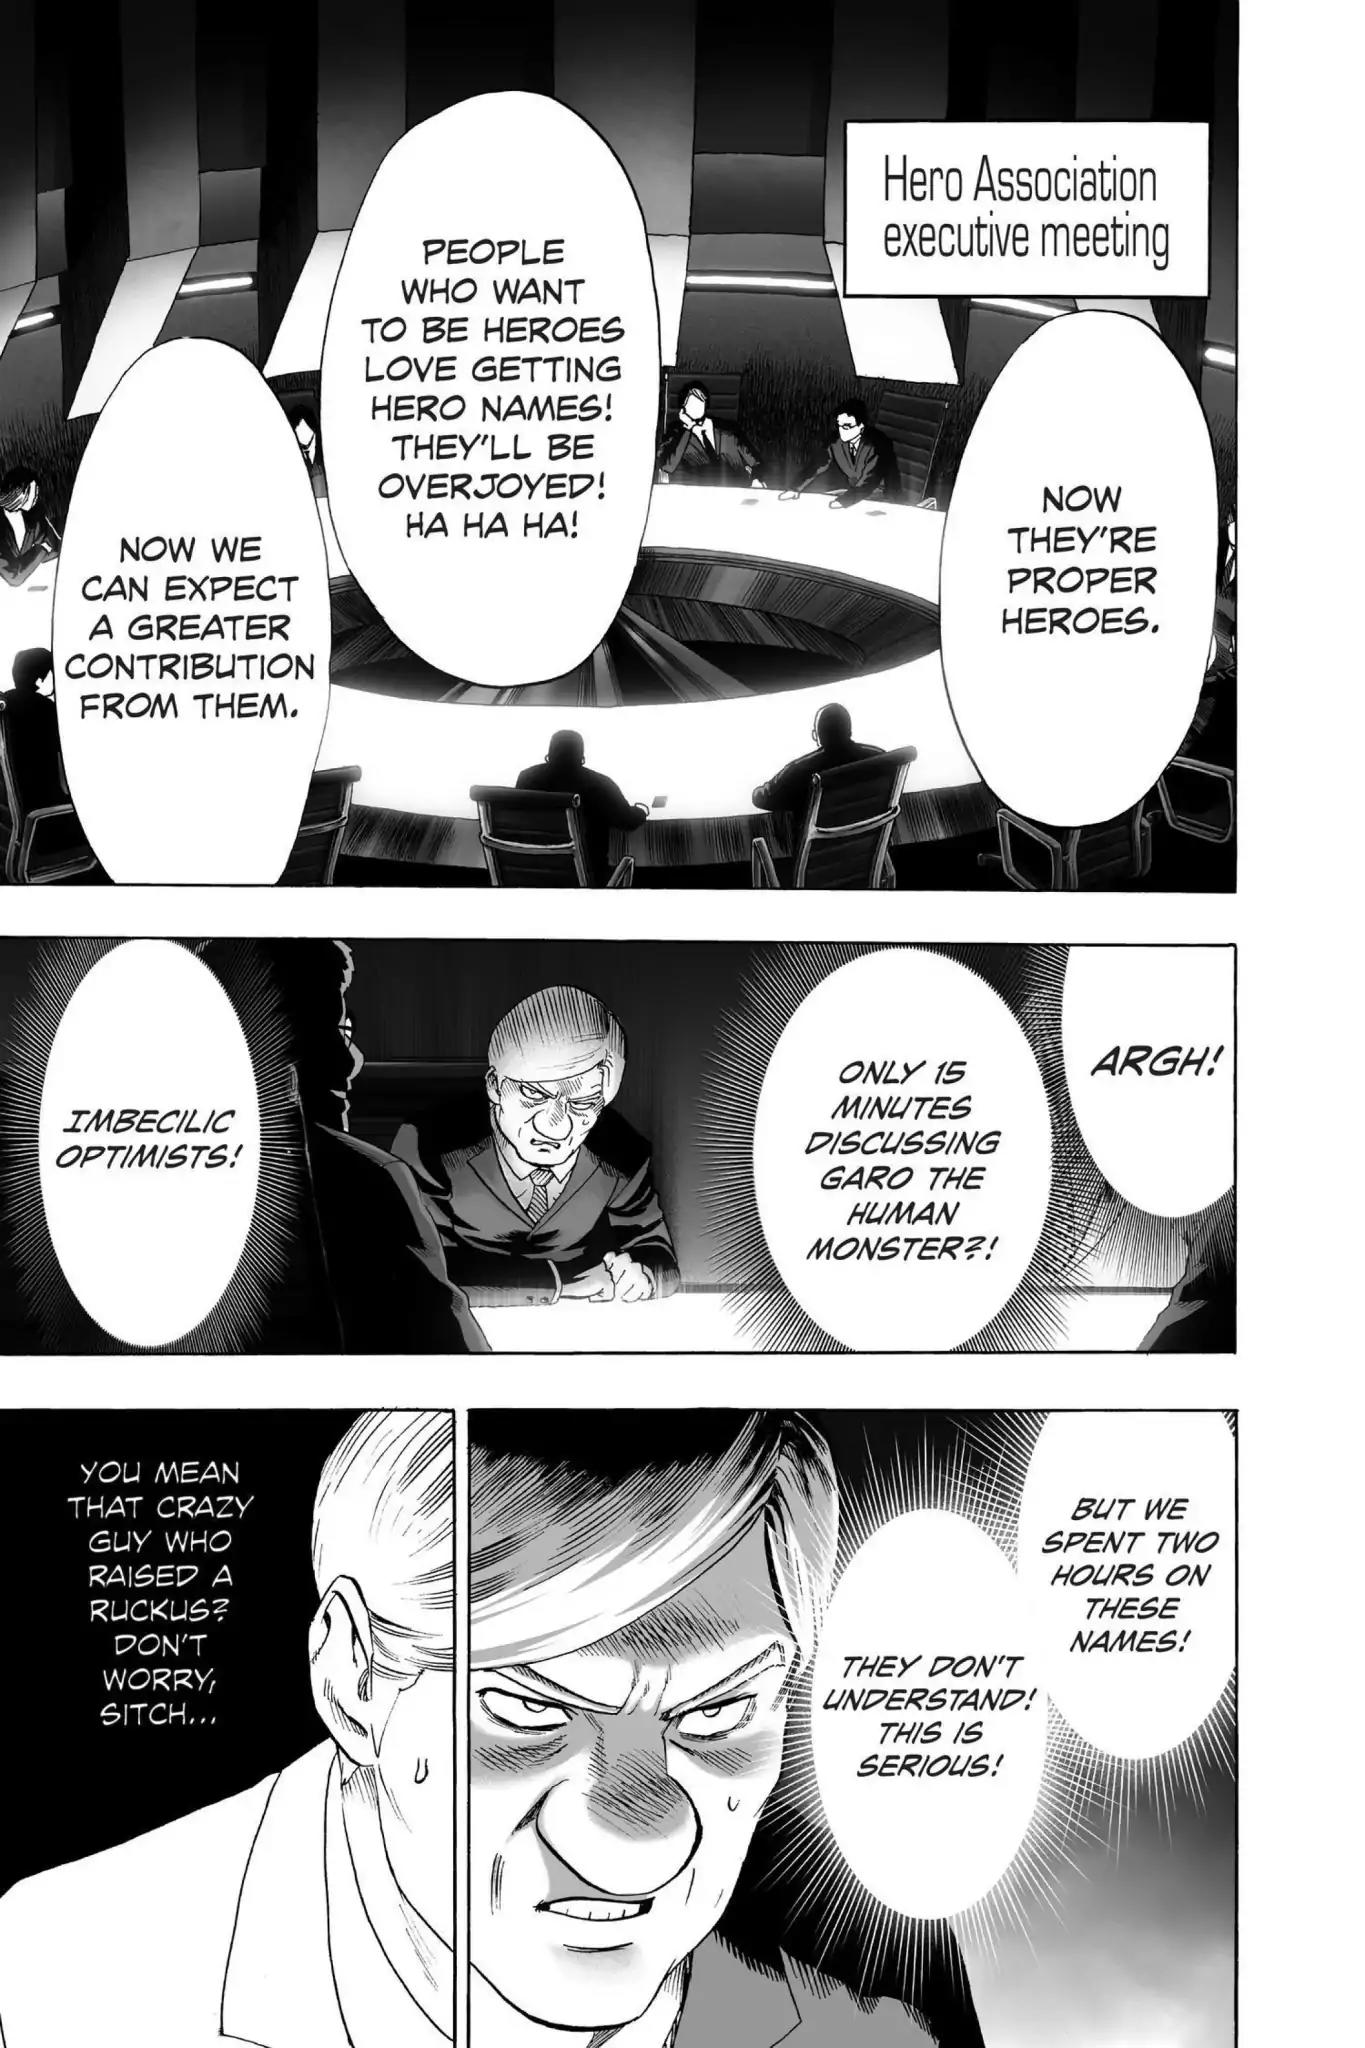 Hero Association
executive meeting
NOW
THEY'RE
PROPER
HEROES.
PEOPLE
WHO WANT
TO BE HEROES
LOVE GETTING
HERO NAMES!
THEY'LL BE
OVERJOYED!
HA HA HA!
NOW WE
CAN EXPECT
A GREATER
CONTRIBUTION
FROM THEM.
ARGH!
ONLY 15
MINUTES
DISCUSSING
GARO THE
HUMAN
MONSTER?!
IMBECILIC
OPTIMISTS!
BUT WE
SPENT TWO
HOURS ON
THESE
NAMES!
THEY DON'T
UNDERSTAND!
THIS IS
SERIOUS!
YOU MEAN
THAT CRAZY
GUY WHO
RAISED A
RUCKUS?
DON'T
WORRY,
SITCH...